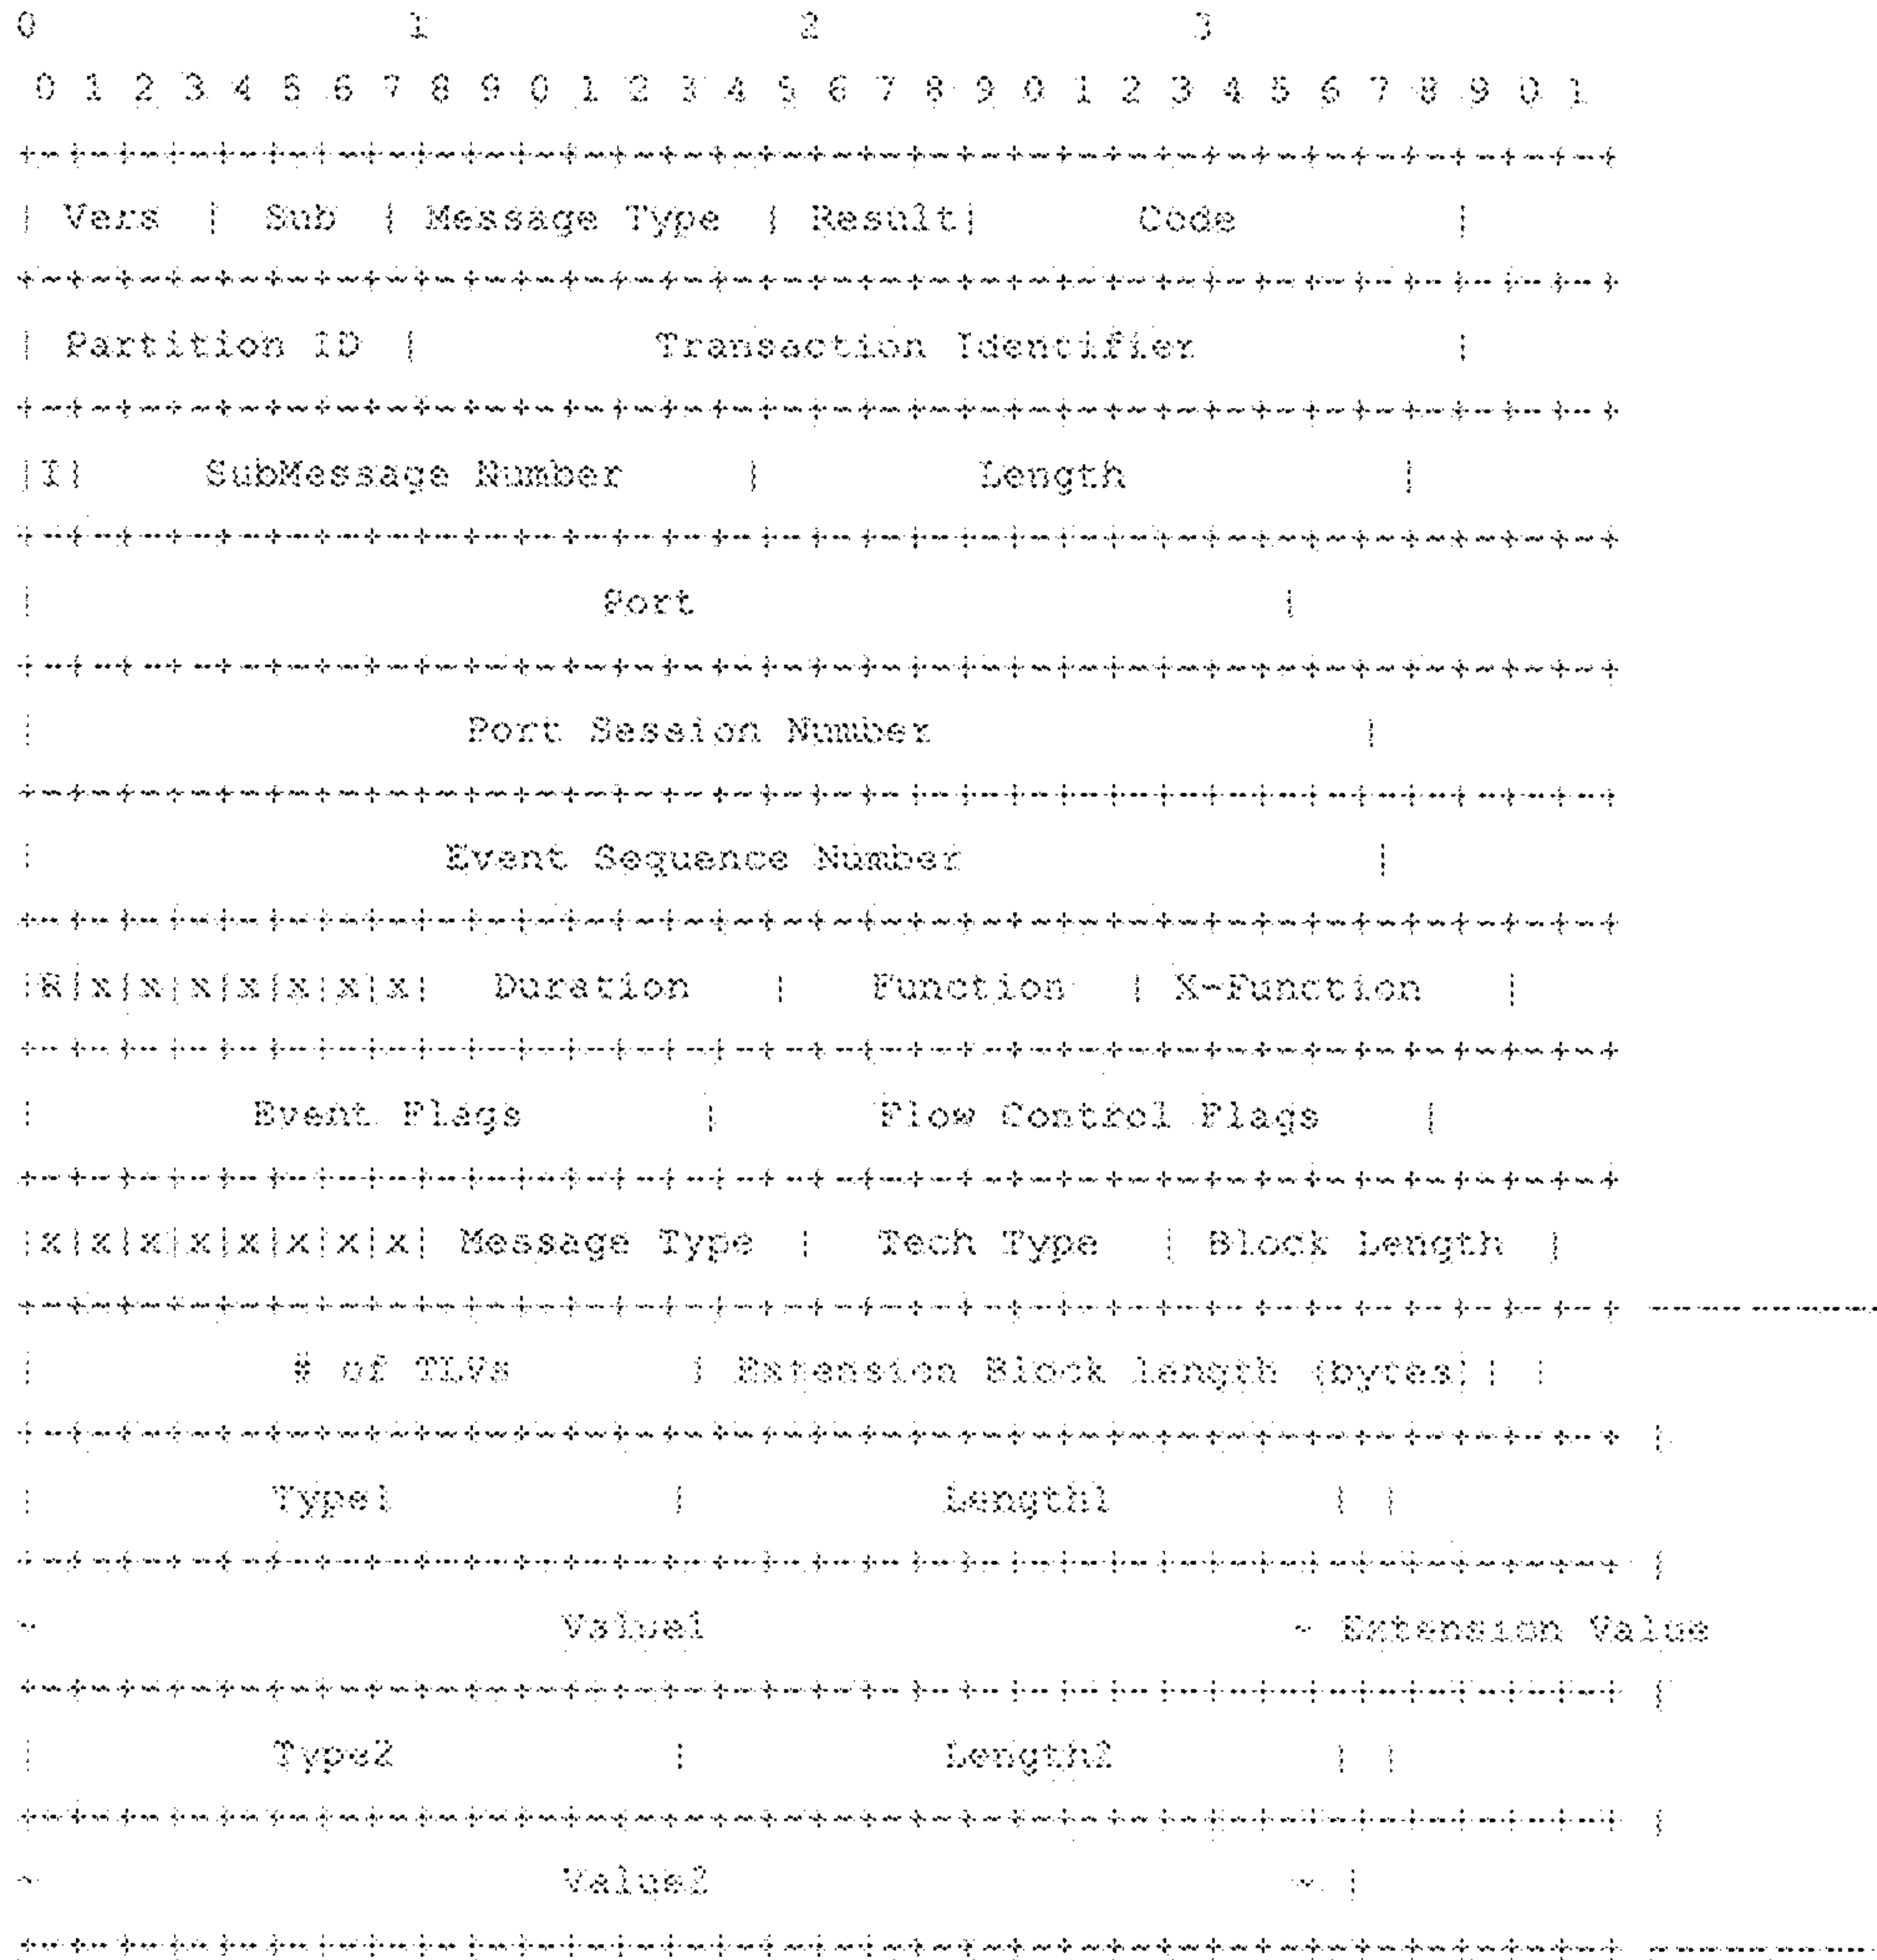 0                   1                   2                   3
 0 1 2 3 4 5 6 7 8 9 0 1 2 3 4 5 6 7 8 9 0 1 2 3 4 5 6 7 8 9 0 1
+-+-+-+-+-+-+-+-+-+-+-+-+-+-+-+-+-+-+-+-+-+-+-+-+-+-+-+-+-+-+-+-+
| Vers | Sub | Message Type | Result| Code |
+-+-+-+-+-+-+-+-+-+-+-+-+-+-+-+-+-+-+-+-+-+-+-+-+-+-+-+-+-+-+-+-+
| Partition ID | Transaction Identifier |
+-+-+-+-+-+-+-+-+-+-+-+-+-+-+-+-+-+-+-+-+-+-+-+-+-+-+-+-+-+-+-+-+
|I| SubMessage Number | Length |
+-+-+-+-+-+-+-+-+-+-+-+-+-+-+-+-+-+-+-+-+-+-+-+-+-+-+-+-+-+-+-+-+
| Port |
+-+-+-+-+-+-+-+-+-+-+-+-+-+-+-+-+-+-+-+-+-+-+-+-+-+-+-+-+-+-+-+-+
| Port Session Number |
+-+-+-+-+-+-+-+-+-+-+-+-+-+-+-+-+-+-+-+-+-+-+-+-+-+-+-+-+-+-+-+-+
| Event Sequence Number |
+-+-+-+-+-+-+-+-+-+-+-+-+-+-+-+-+-+-+-+-+-+-+-+-+-+-+-+-+-+-+-+-+
|R|x|x|x|x|x|x|x| Duration | Function | X-Function |
+-+-+-+-+-+-+-+-+-+-+-+-+-+-+-+-+-+-+-+-+-+-+-+-+-+-+-+-+-+-+-+-+
| Event Flags | Flow Control Flags |
+-+-+-+-+-+-+-+-+-+-+-+-+-+-+-+-+-+-+-+-+-+-+-+-+-+-+-+-+-+-+-+-+
|x|x|x|x|x|x|x|x| Message Type | Tech Type | Block Length |
+-+-+-+-+-+-+-+-+-+-+-+-+-+-+-+-+-+-+-+-+-+-+-+-+-+-+-+-+-+-+-+-+ ---------
| # of TLVs | Extension Block length (bytes)| |
+-+-+-+-+-+-+-+-+-+-+-+-+-+-+-+-+-+-+-+-+-+-+-+-+-+-+-+-+-+-+-+-+ |
| Type1 | Length1 | |
+-+-+-+-+-+-+-+-+-+-+-+-+-+-+-+-+-+-+-+-+-+-+-+-+-+-+-+-+-+-+-+-+ |
~ Value1 ~ Extension Value
+-+-+-+-+-+-+-+-+-+-+-+-+-+-+-+-+-+-+-+-+-+-+-+-+-+-+-+-+-+-+-+-+ |
| Type2 | Length2 | |
+-+-+-+-+-+-+-+-+-+-+-+-+-+-+-+-+-+-+-+-+-+-+-+-+-+-+-+-+-+-+-+-+ |
~ Value2 ~ |
+-+-+-+-+-+-+-+-+-+-+-+-+-+-+-+-+-+-+-+-+-+-+-+-+-+-+-+-+-+-+-+-+ ---------